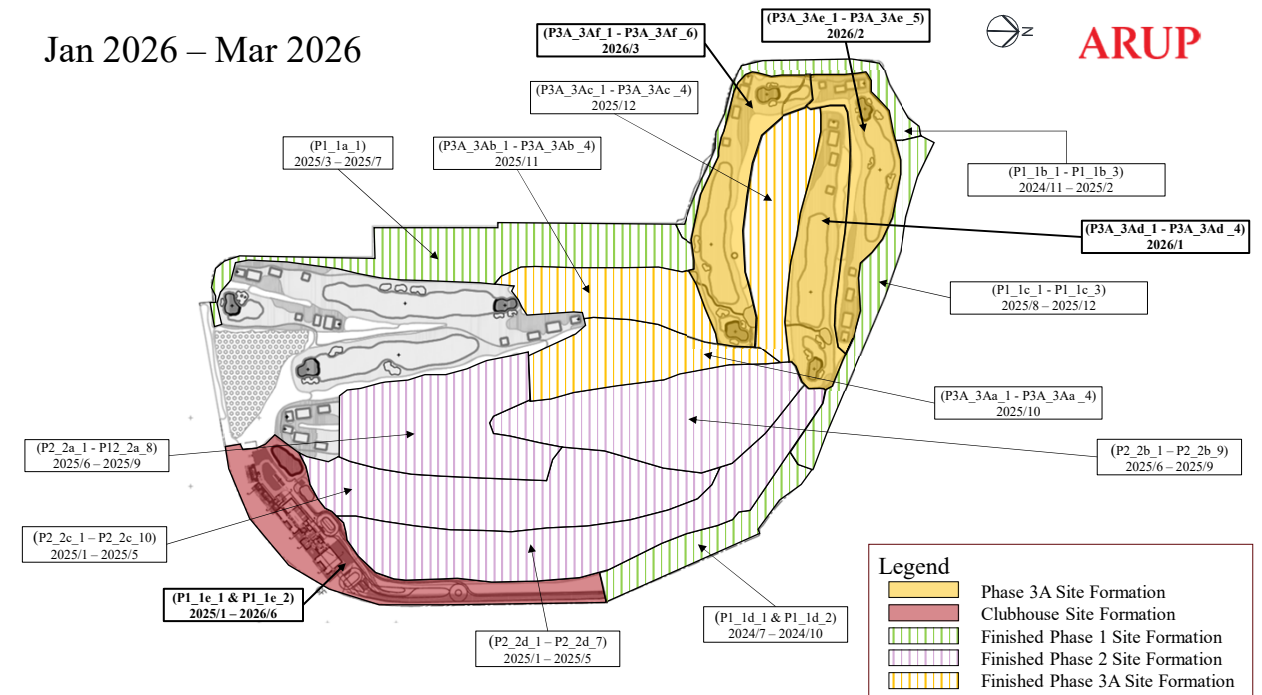 Jan 2026 – Mar 2026
(P3A_3Af_1 - P3A_3Af _6)
2026/3
(P3A_3Ae_1 - P3A_3Ae _5)
2026/2
N
ARUP
(P3A_3Ac_1 - P3A_3Ac _4)
2025/12
(P1_1a_1)
2025/3 – 2025/7
(P3A_3Ab_1 - P3A_3Ab _4)
2025/11
(P1_1b_1 - P1_1b_3)
2024/11 – 2025/2
(P3A_3Ad_1 - P3A_3Ad _4)
2026/1
(P1_1c_1 - P1_1c_3)
2025/8 – 2025/12
(P3A_3Aa_1 - P3A_3Aa _4)
2025/10
(P2_2a_1 - P12_2a_8)
2025/6 – 2025/9
(P2_2b_1 – P2_2b_9)
2025/6 – 2025/9
(P2_2c_1 – P2_2c_10)
2025/1 – 2025/5
(P1_1e_1 & P1_1e_2)
2025/1 – 2026/6
(P2_2d_1 – P2_2d_7)
2025/1 – 2025/5
(P1_1d_1 & P1_1d_2)
2024/7 – 2024/10
Legend
Phase 3A Site Formation
Clubhouse Site Formation
Finished Phase 1 Site Formation
Finished Phase 2 Site Formation
Finished Phase 3A Site Formation